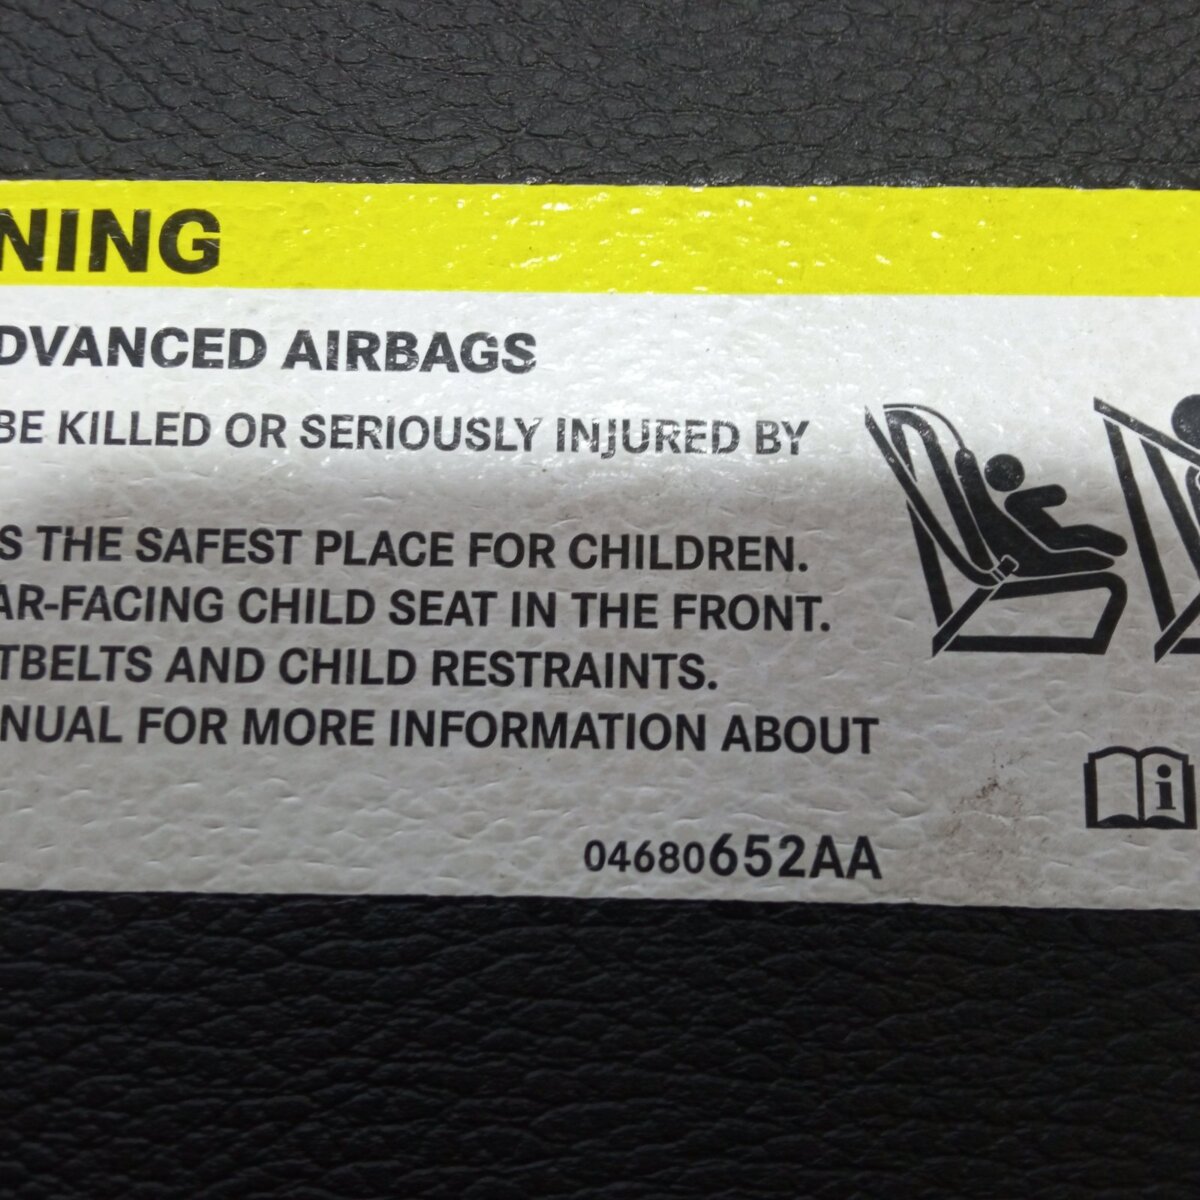 NING
DVANCED AIRBAGS
BE KILLED OR SERIOUSLY INJURED BY
S THE SAFEST PLACE FOR CHILDREN.
AR-FACING CHILD SEAT IN THE FRONT.
TBELTS AND CHILD RESTRAINTS.
NUAL FOR MORE INFORMATION ABOUT
i
04680652AA